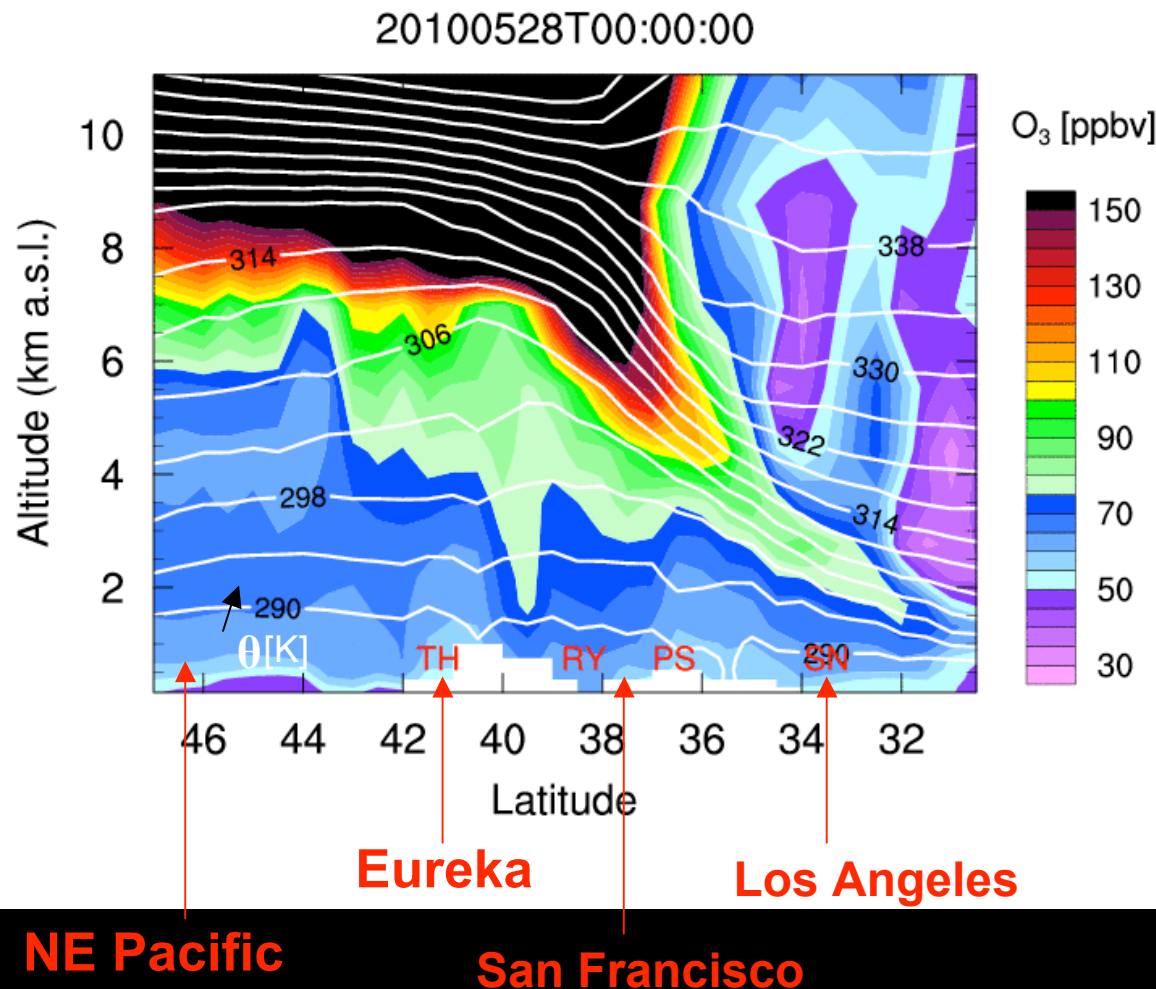 20100528T00:00:00
O₃ [ppbv]
Altitude (km a.s.l.)
10
8
6
4
2
314
306
298
290
338
330
322
314
290
θ[K]
TH
RY
PS
SN
150
130
110
90
70
50
30
46 44 42 40 38 36 34 32
Latitude
Eureka
Los Angeles
NE Pacific
San Francisco